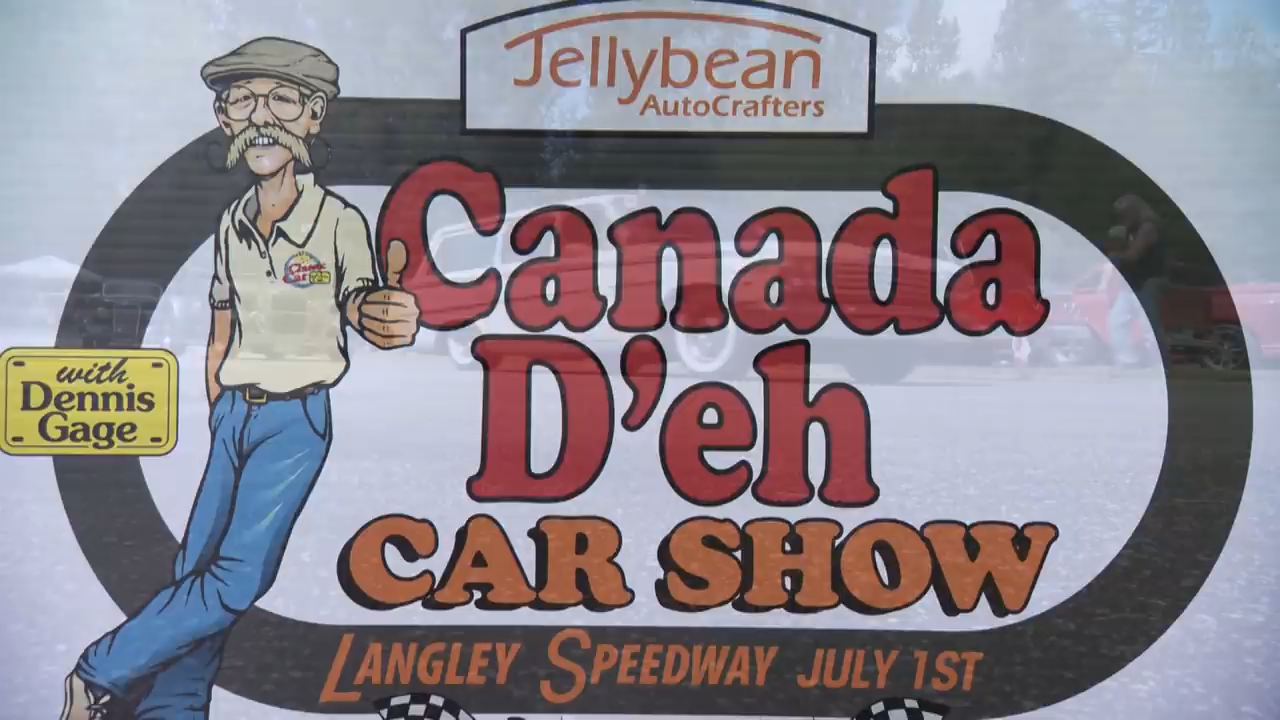 Jellybean
AutoCrafters
Canada
D'eh
CAR SHOW
with
Dennis
Gage
LANGLEY SPEEDWAY JULY 1ST